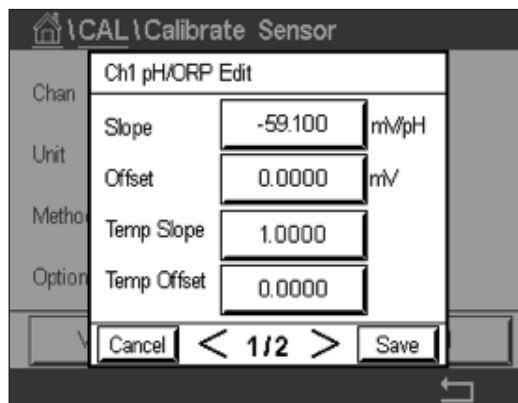 \CAL\Calibrate Sensor
Ch1 pH/ORP Edit
Chan
Slope -59.100 mV/pH
Unit
Offset 0.0000 mV
Temp Slope 1.0000
Option
Temp Offset 0.0000
Cancel < 1/2 > Save